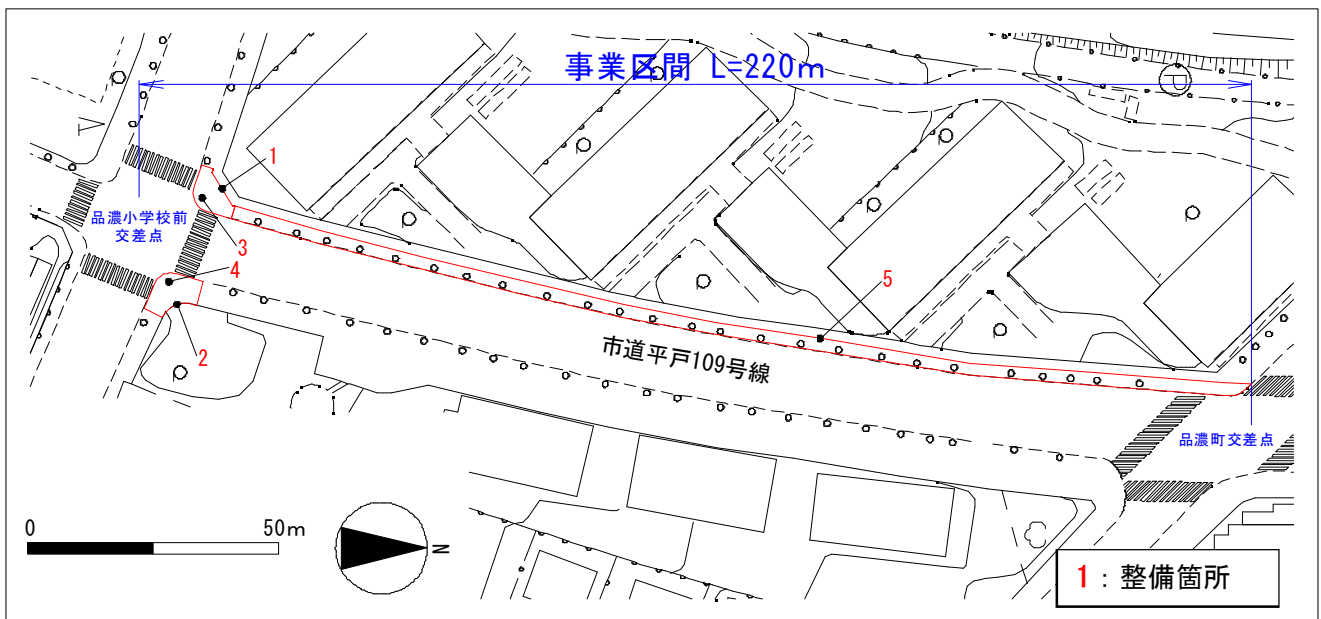 事業区間 L=220m
1
品濃小学校前
交差点
3
4
5
2
市道平戸109号線
品濃町交差点
0
50m
N
1：整備箇所